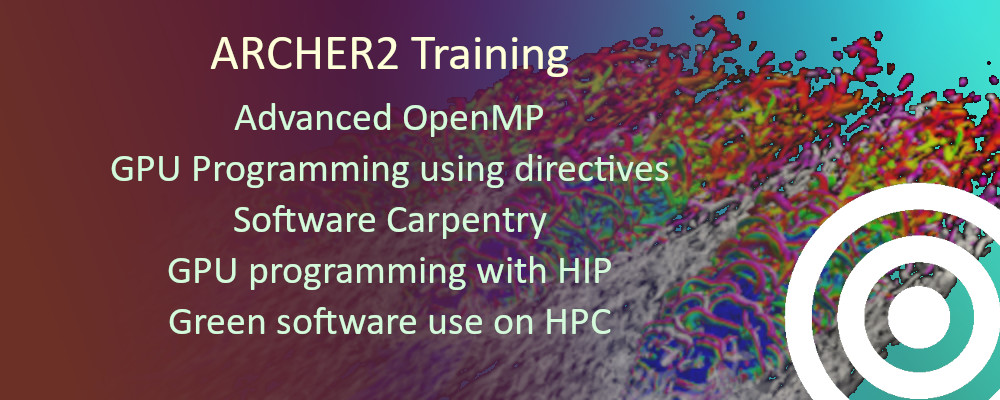 ARCHER2 Training
Advanced OpenMP
GPU Programming using directives
Software Carpentry
GPU programming with HIP
Green software use on HPC